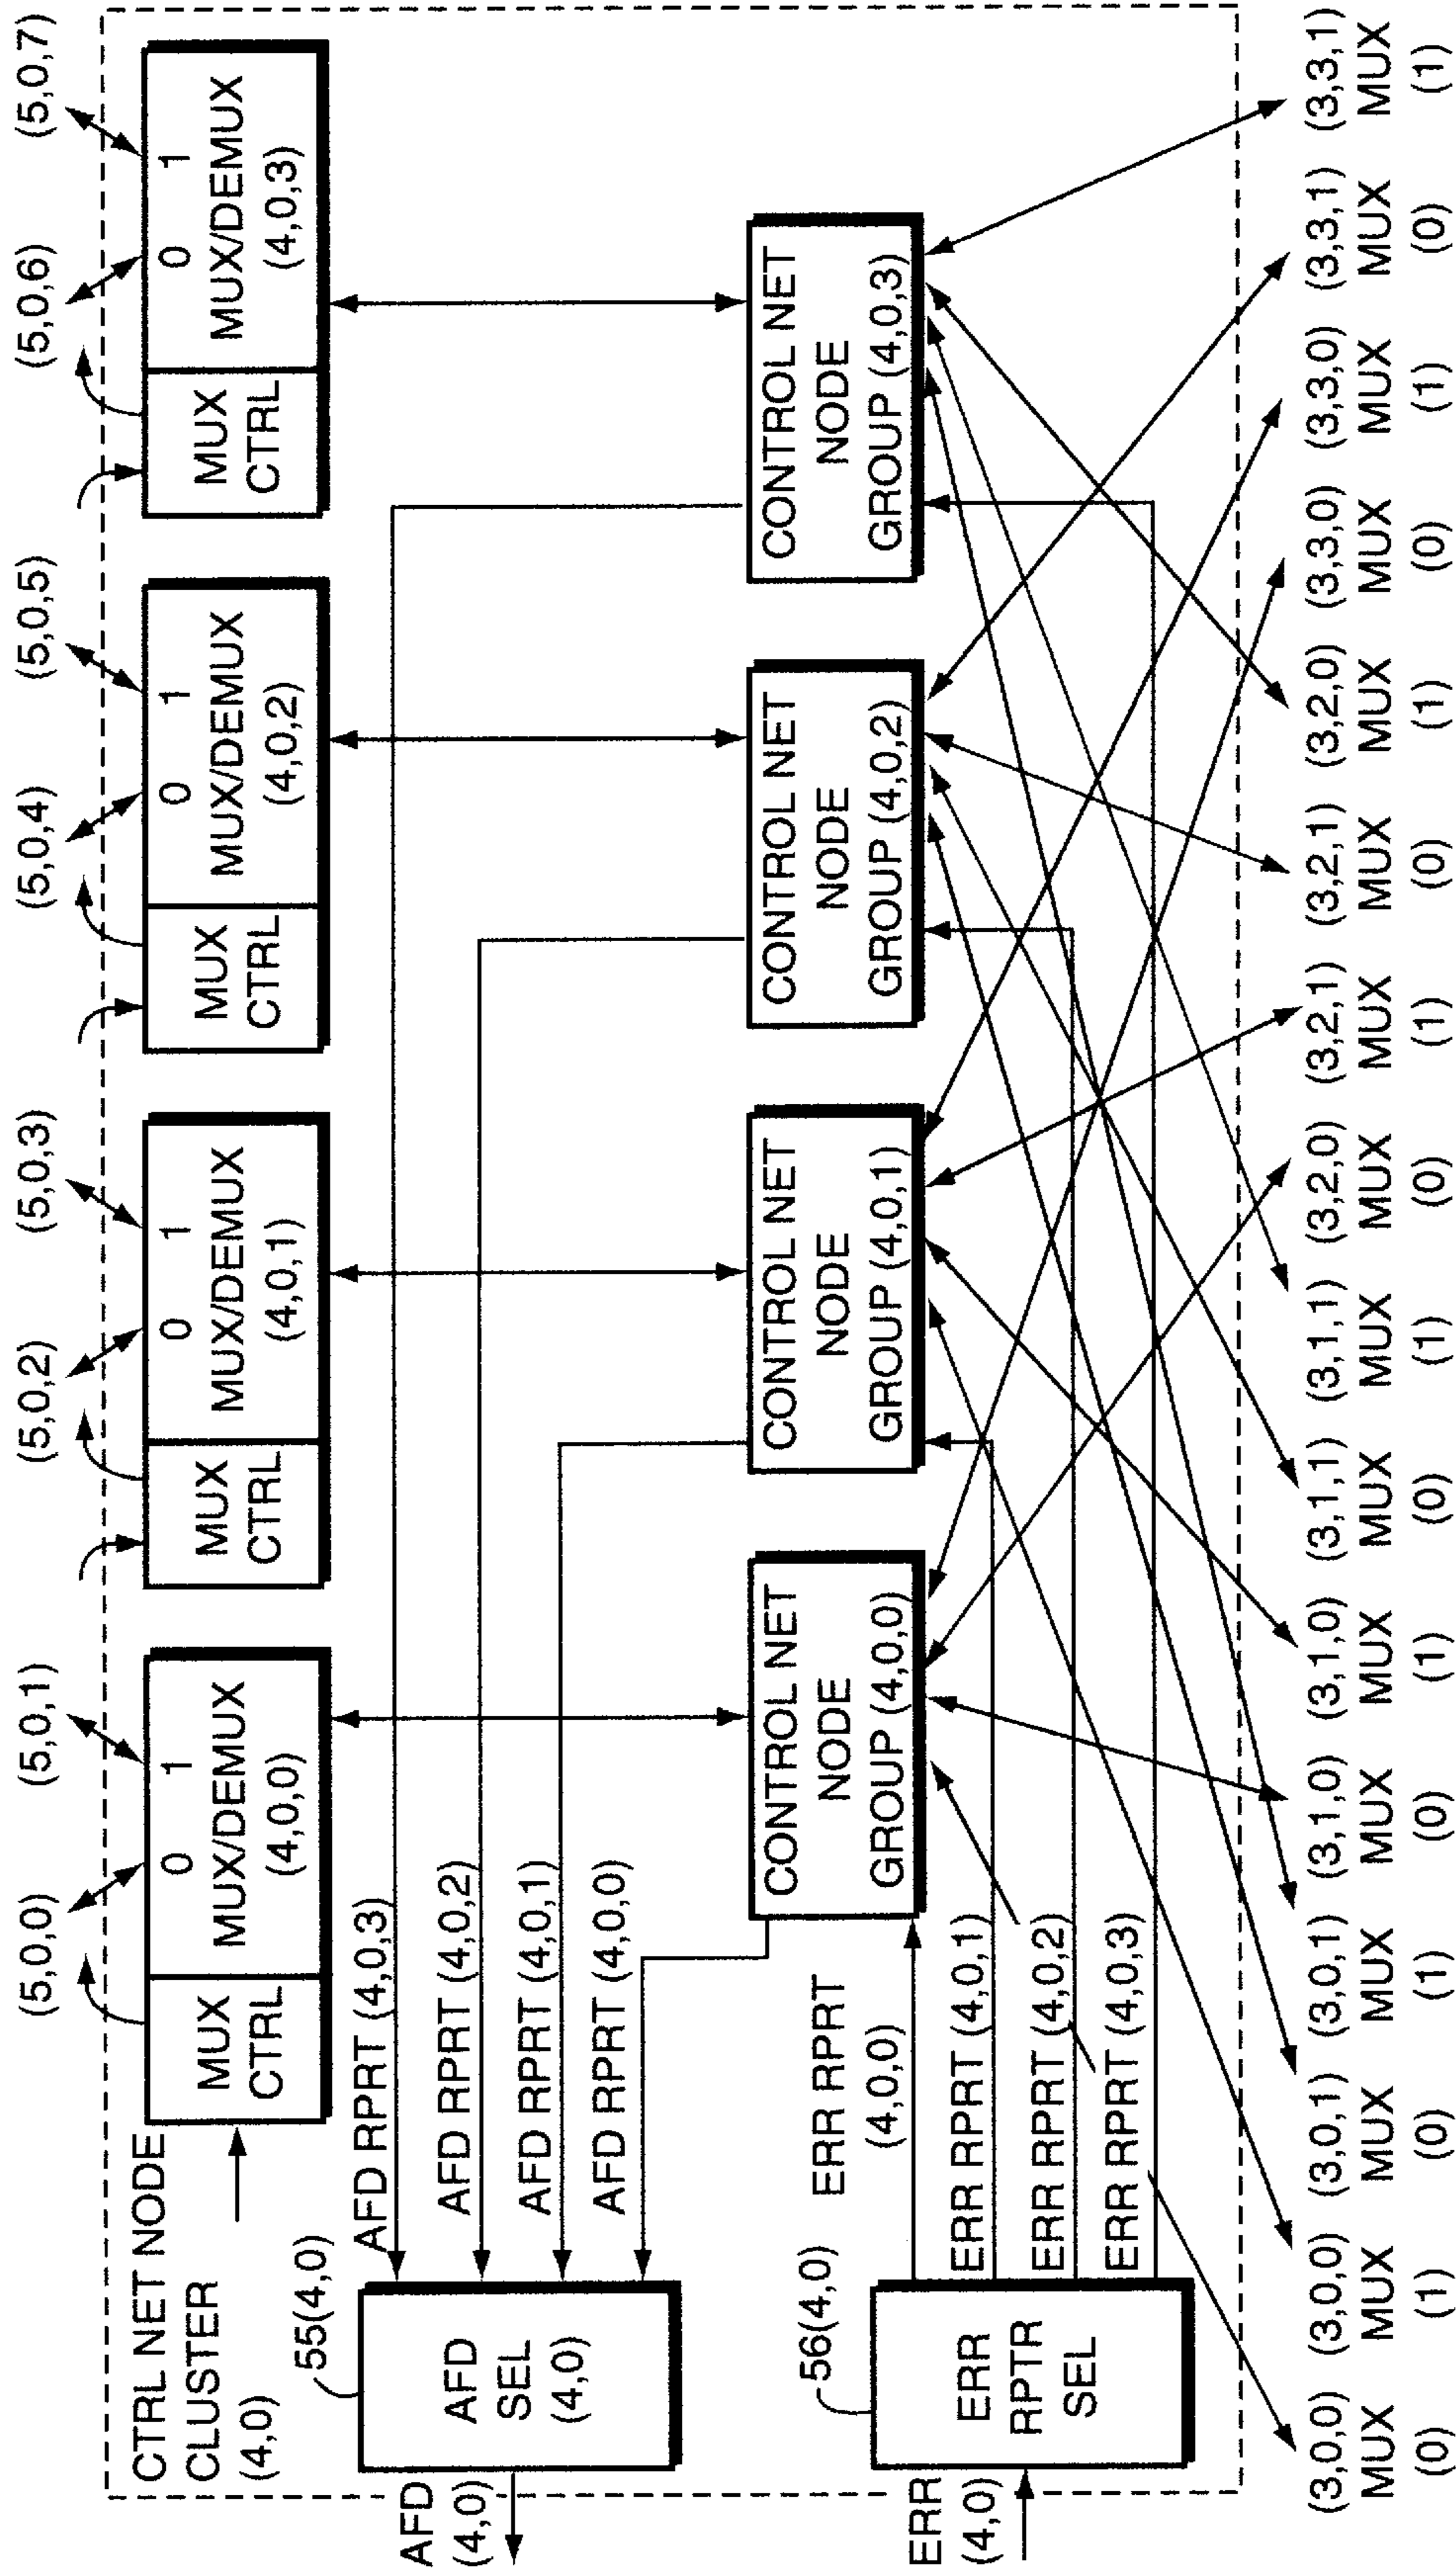 (5,0,0)
(5,0,1)
(5,0,2)
(5,0,3)
(5,0,4)
(5,0,5)
(5,0,6)
(5,0,7)
CTRL NET NODE
CLUSTER
(4,0)
MUX
CTRL
0 1
MUX/DEMUX
(4,0,0)
MUX
CTRL
0 1
MUX/DEMUX
(4,0,1)
MUX
CTRL
0 1
MUX/DEMUX
(4,0,2)
MUX
CTRL
0 1
MUX/DEMUX
(4,0,3)
55(4,0)
AFD RPRT (4,0,3)
AFD RPRT (4,0,2)
AFD RPRT (4,0,1)
AFD RPRT (4,0,0)
AFD
SEL
(4,0)
AFD
(4,0)
CONTROL NET
NODE
GROUP (4,0,0)
CONTROL NET
NODE
GROUP (4,0,1)
CONTROL NET
NODE
GROUP (4,0,2)
CONTROL NET
NODE
GROUP (4,0,3)
56(4,0)
ERR RPRT
(4,0,0)
ERR RPRT (4,0,1)
ERR RPRT (4,0,2)
ERR RPRT (4,0,3)
ERR
RPTR
SEL
ERR
(4,0)
(3,0,0)
MUX
(0)
(3,0,0)
MUX
(1)
(3,0,1)
MUX
(0)
(3,0,1)
MUX
(1)
(3,1,0)
MUX
(0)
(3,1,0)
MUX
(1)
(3,1,1)
MUX
(0)
(3,1,1)
MUX
(1)
(3,2,0)
MUX
(0)
(3,2,1)
MUX
(1)
(3,2,1)
MUX
(0)
(3,2,0)
MUX
(1)
(3,3,0)
MUX
(0)
(3,3,0)
MUX
(1)
(3,3,1)
MUX
(0)
(3,3,1)
MUX
(1)